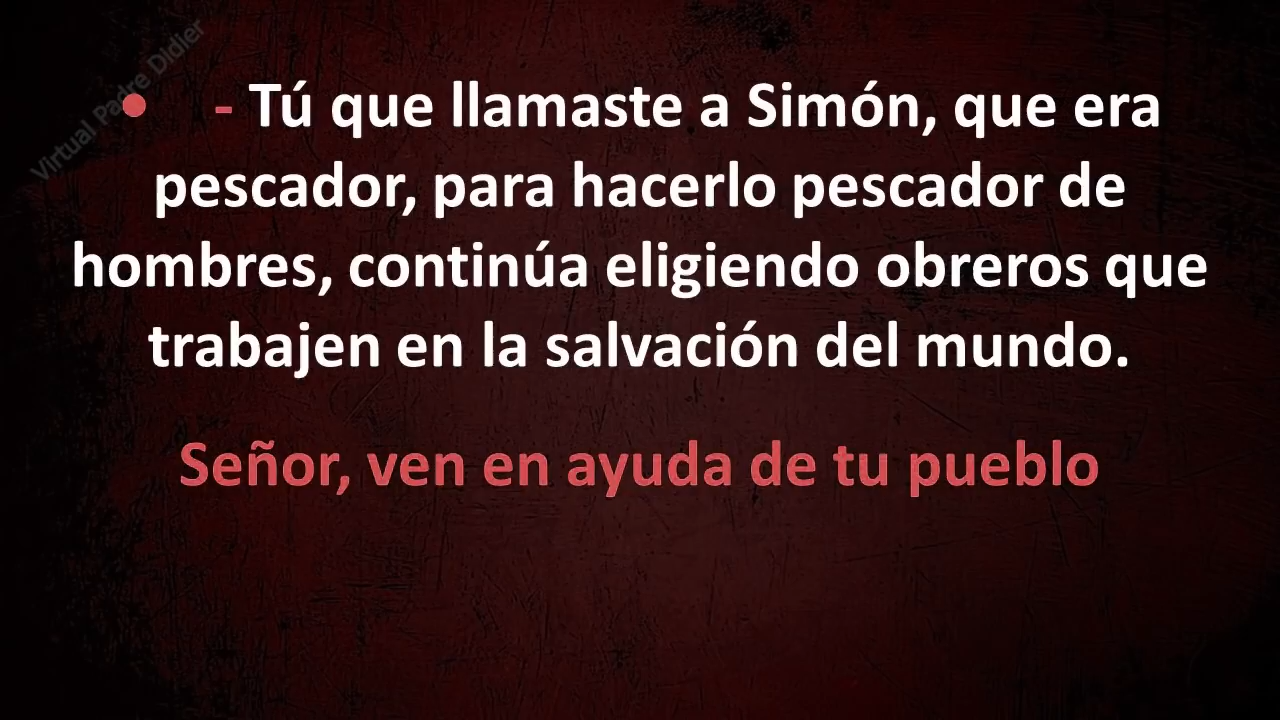 Virtual Padre Didier
• - Tú que llamaste a Simón, que era
pescador, para hacerlo pescador de
hombres, continúa eligiendo obreros que
trabajen en la salvación del mundo.
Señor, ven en ayuda de tu pueblo